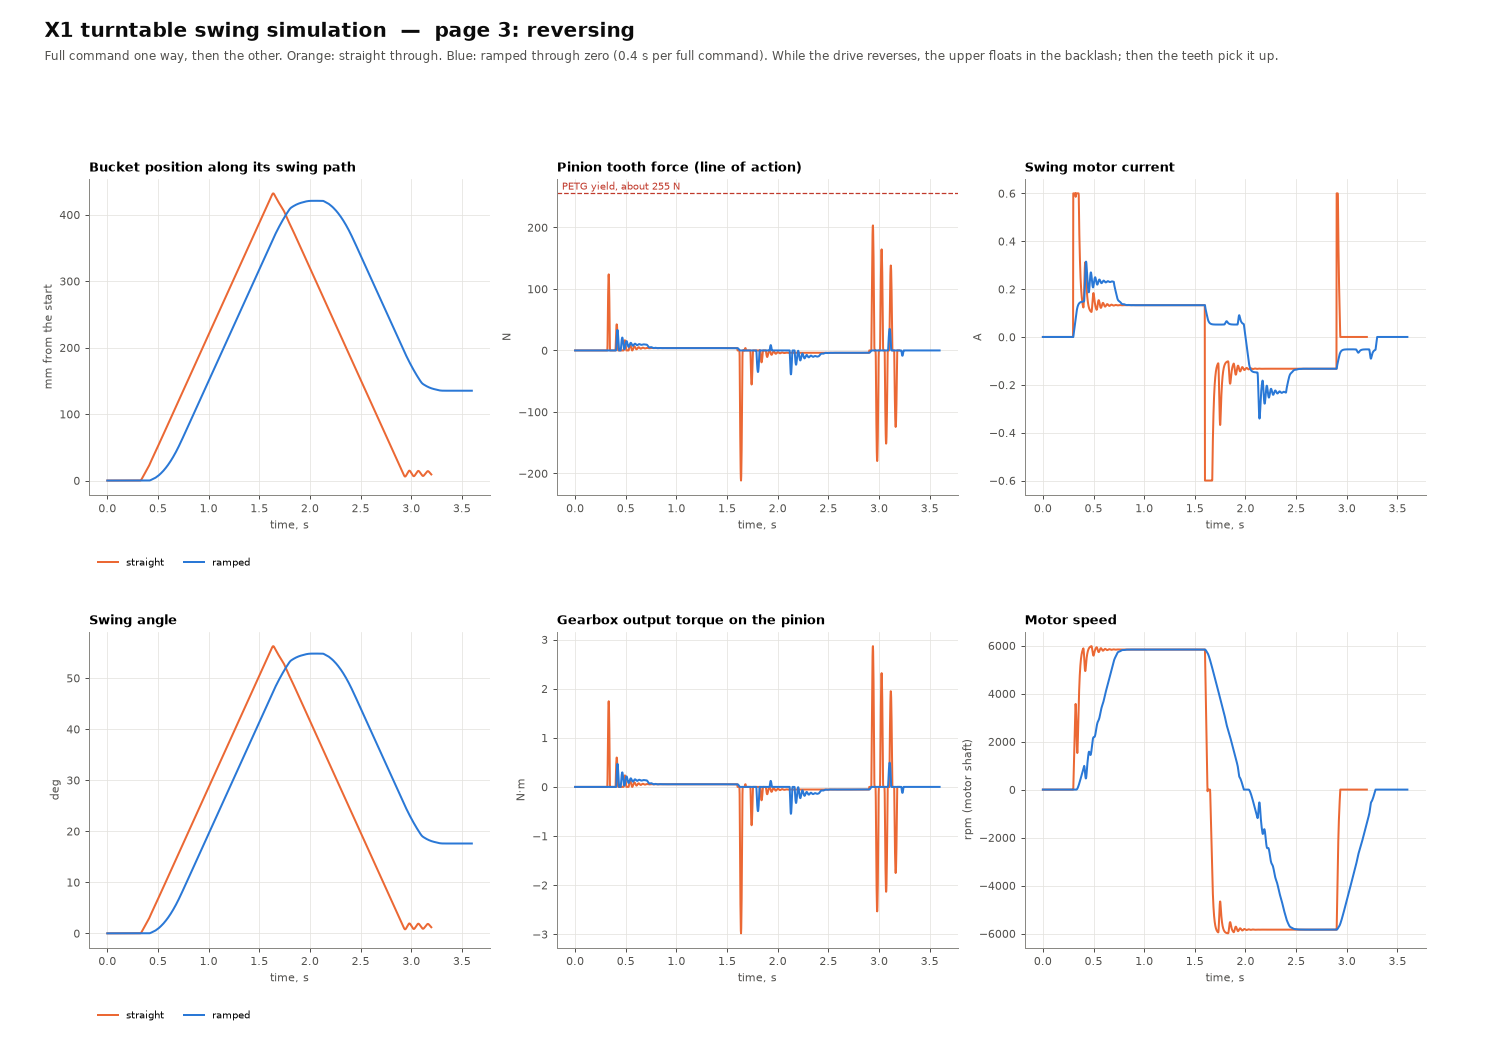 X1 turntable swing simulation — page 3: reversing
Full command one way, then the other. Orange: straight through. Blue: ramped through zero (0.4 s per full command). While the drive reverses, the upper floats in the backlash; then the teeth pick it up.
Bucket position along its swing path
400
300
200
100
0
mm from the start
0.0 0.5 1.0 1.5 2.0 2.5 3.0 3.5
time, s
straight ramped
Pinion tooth force (line of action)
PETG yield, about 255 N
200
100
0
−100
−200
N
0.0 0.5 1.0 1.5 2.0 2.5 3.0 3.5
time, s
Swing motor current
0.6
0.4
0.2
0.0
−0.2
−0.4
−0.6
A
0.0 0.5 1.0 1.5 2.0 2.5 3.0 3.5
time, s
Swing angle
50
40
30
20
10
0
deg
0.0 0.5 1.0 1.5 2.0 2.5 3.0 3.5
time, s
straight ramped
Gearbox output torque on the pinion
3
2
1
0
−1
−2
−3
N·m
0.0 0.5 1.0 1.5 2.0 2.5 3.0 3.5
time, s
Motor speed
6000
4000
2000
0
−2000
−4000
−6000
rpm (motor shaft)
0.0 0.5 1.0 1.5 2.0 2.5 3.0 3.5
time, s